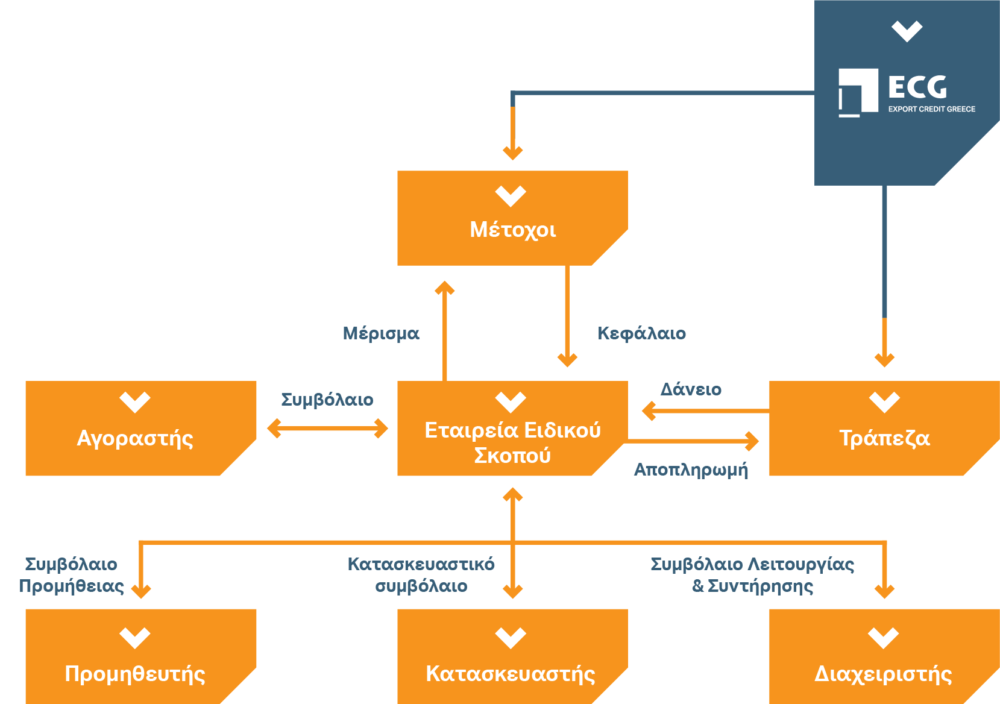 ECG
EXPORT CREDIT GREECE
Μέτοχοι
Μέρισμα
Κεφάλαιο
Αγοραστής
Συμβόλαιο
Εταιρεία Ειδικού
Σκοπού
Δάνειο
Αποπληρωμή
Τράπεζα
Συμβόλαιο
Προμήθειας
Κατασκευαστικό
συμβόλαιο
Συμβόλαιο Λειτουργίας
& Συντήρησης
Προμηθευτής
Κατασκευαστής
Διαχειριστής